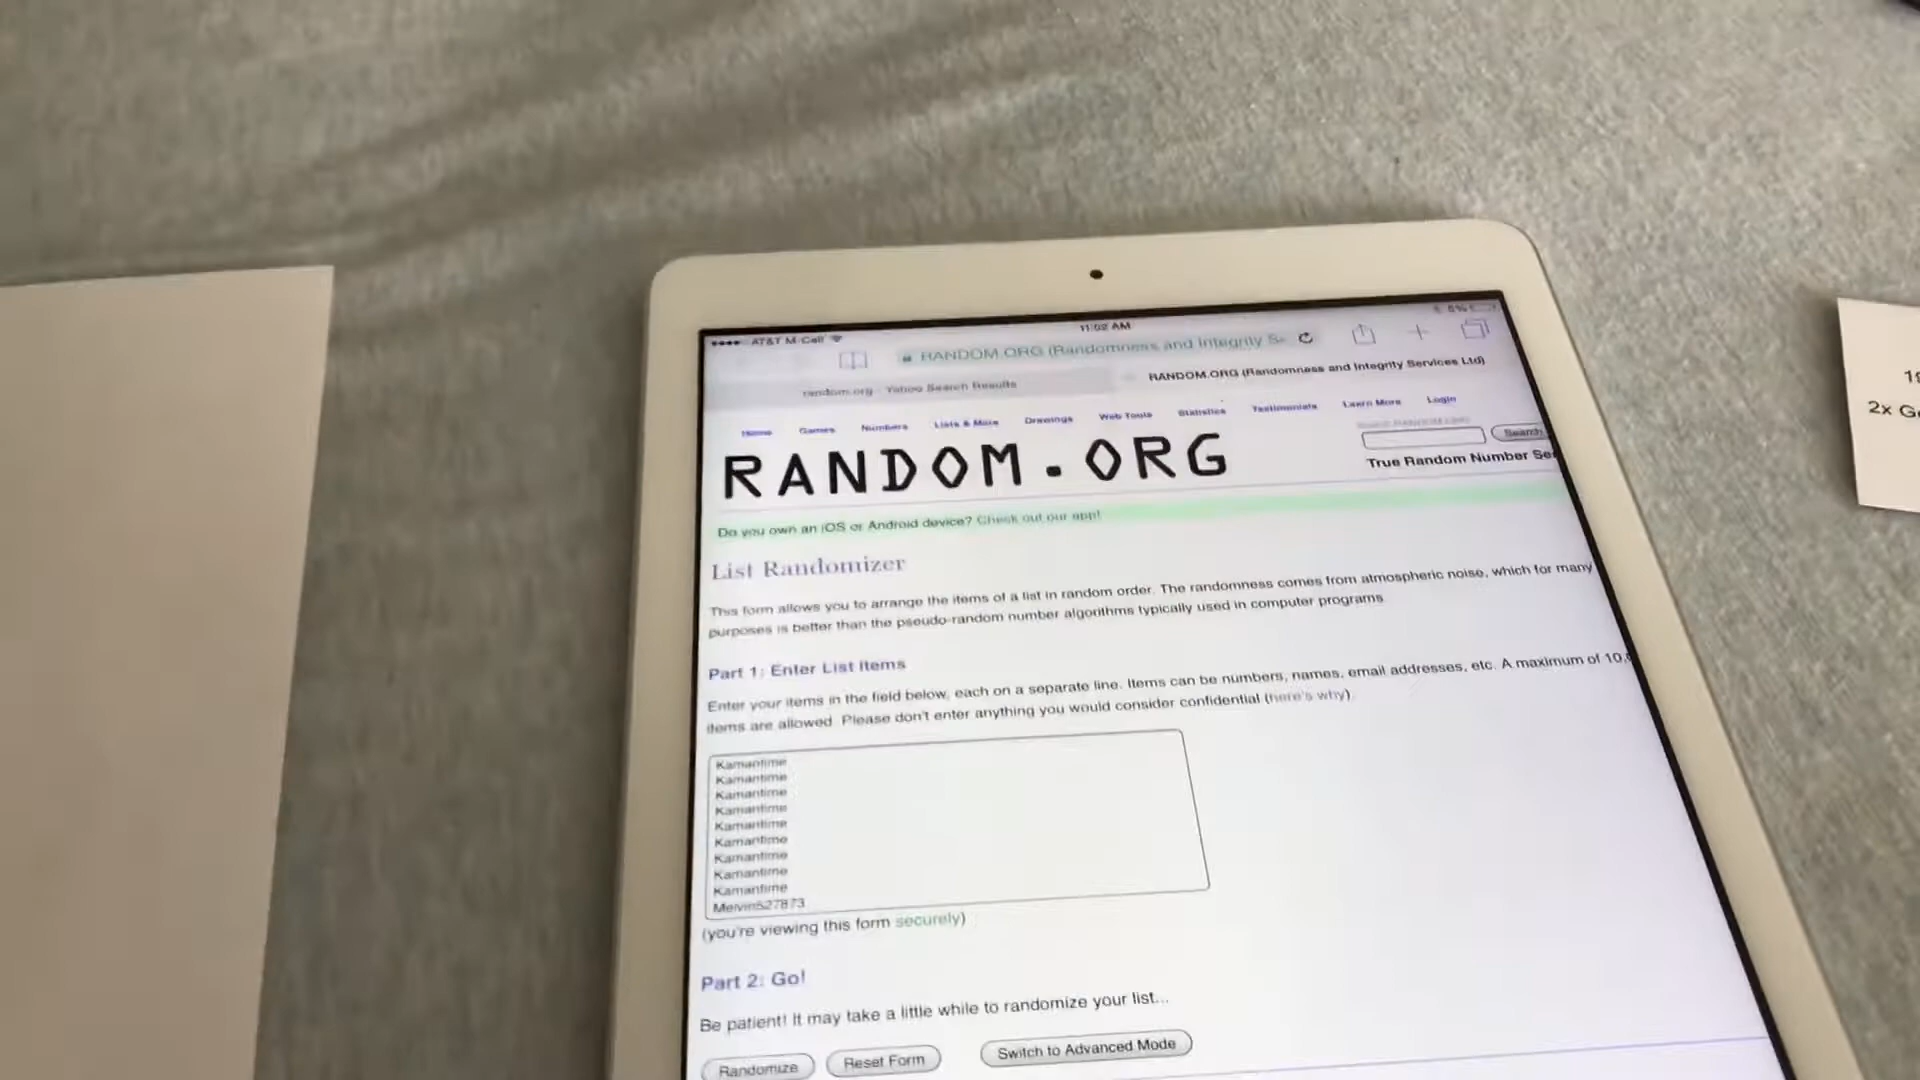 AT&T M-Cell
11:02 AM
RANDOM.ORG (Randomness and Integrity Se
random.org - Yahoo Search Results
RANDOM.ORG (Randomness and Integrity Services Ltd)
Home Games Numbers Lists & More Drawings Web Tools Statistics Testimonials Learn More Login
RANDOM.ORG
Search
True Random Number Se
Do you own an iOS or Android device? Check out our app!
List Randomizer
This form allows you to arrange the items of a list in random order. The randomness comes from atmospheric noise, which for many
purposes is better than the pseudo-random number algorithms typically used in computer programs.
Part 1: Enter List Items
Enter your items in the field below, each on a separate line. Items can be numbers, names, email addresses, etc. A maximum of 10,
items are allowed. Please don't enter anything you would consider confidential (here's why).
Kamantime
Kamantime
Kamantime
Kamantime
Kamantime
Kamantime
Kamantime
Kamantime
Kamantime
Melvin527873
(you're viewing this form securely)
Part 2: Go!
Be patient! It may take a little while to randomize your list...
Randomize Reset Form Switch to Advanced Mode
2x